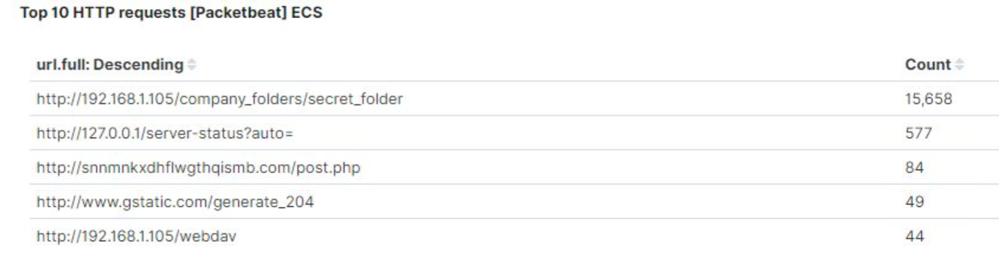 Top 10 HTTP requests [Packetbeat] ECS
url.full: Descending Count
http://192.168.1.105/company_folders/secret_folder 15,658
http://127.0.0.1/server-status?auto= 577
http://snnmnkxdhflwgthqismb.com/post.php 84
http://www.gstatic.com/generate_204 49
http://192.168.1.105/webdav 44